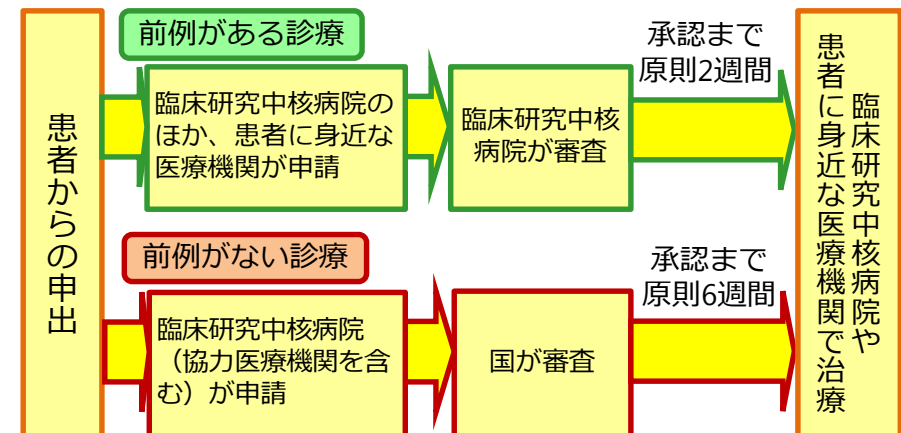 患者からの申出
前例がある診療
臨床研究中核病院の
ほか、患者に身近な
医療機関が申請
臨床研究中核
病院が審査
承認まで
原則2週間
前例がない診療
臨床研究中核病院
（協力医療機関を含
む）が申請
国が審査
承認まで
原則6週間
臨床研究中核病院や
患者に身近な医療機関で治療